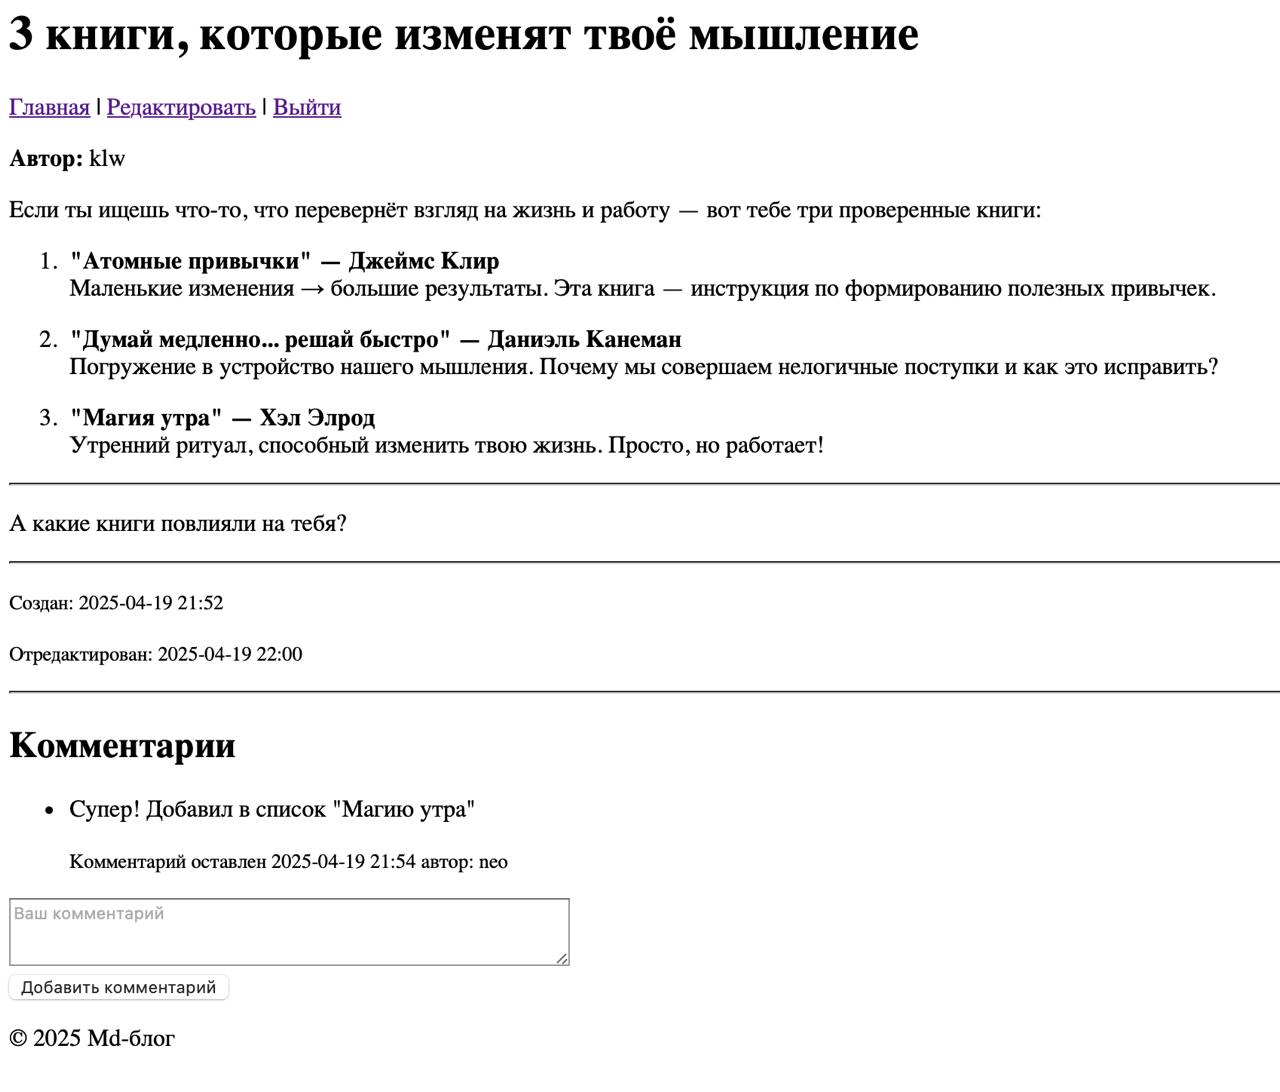 3 книги, которые изменят твоё мышление
Главная | Редактировать | Выйти
Автор: klw
Если ты ищешь что-то, что перевернёт взгляд на жизнь и работу — вот тебе три проверенные книги:
1. "Атомные привычки" — Джеймс Клир
Маленькие изменения → большие результаты. Эта книга — инструкция по формированию полезных привычек.
2. "Думай медленно... решай быстро" — Даниэль Канеман
Погружение в устройство нашего мышления. Почему мы совершаем нелогичные поступки и как это исправить?
3. "Магия утра" — Хэл Элрод
Утренний ритуал, способный изменить твою жизнь. Просто, но работает!
А какие книги повлияли на тебя?
Создан: 2025-04-19 21:52
Отредактирован: 2025-04-19 22:00
Комментарии
• Супер! Добавил в список "Магию утра"
Комментарий оставлен 2025-04-19 21:54 автор: neo
Ваш комментарий
Добавить комментарий
© 2025 Md-блог